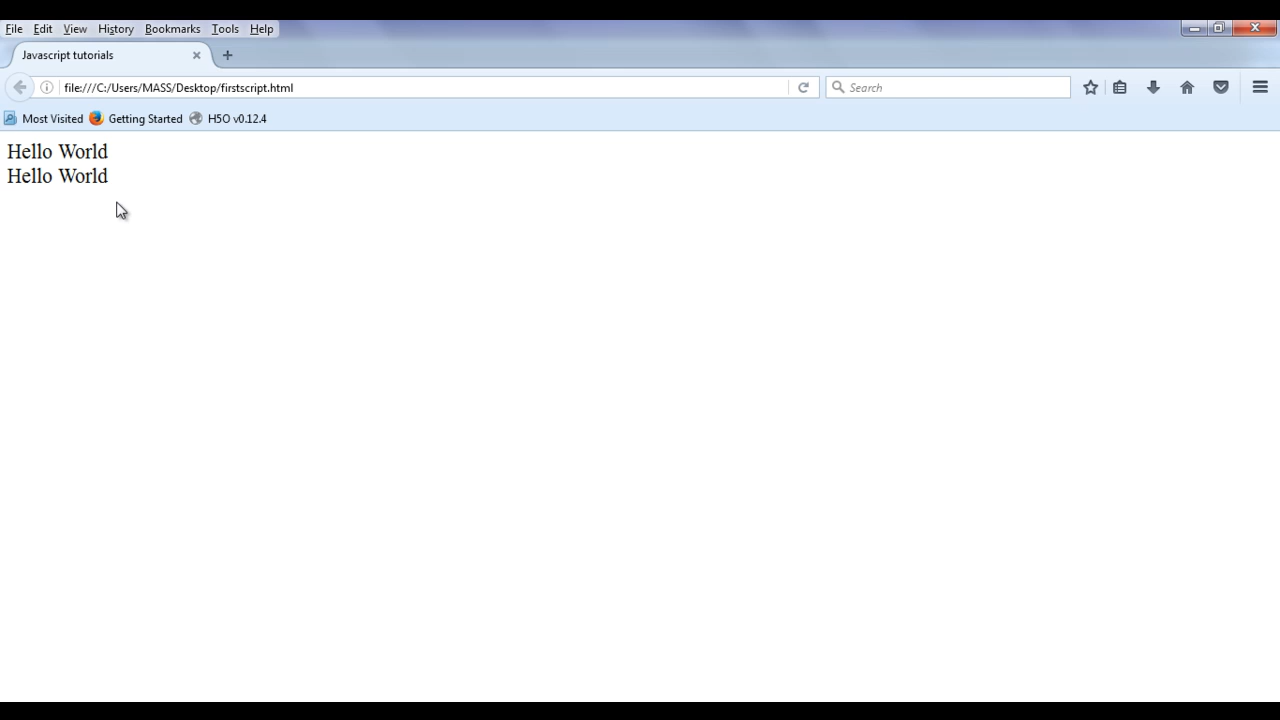 File Edit View History Bookmarks Tools Help
Javascript tutorials
file:///C:/Users/MASS/Desktop/firstscript.html Search
Most Visited Getting Started H5O v0.12.4
Hello World
Hello World